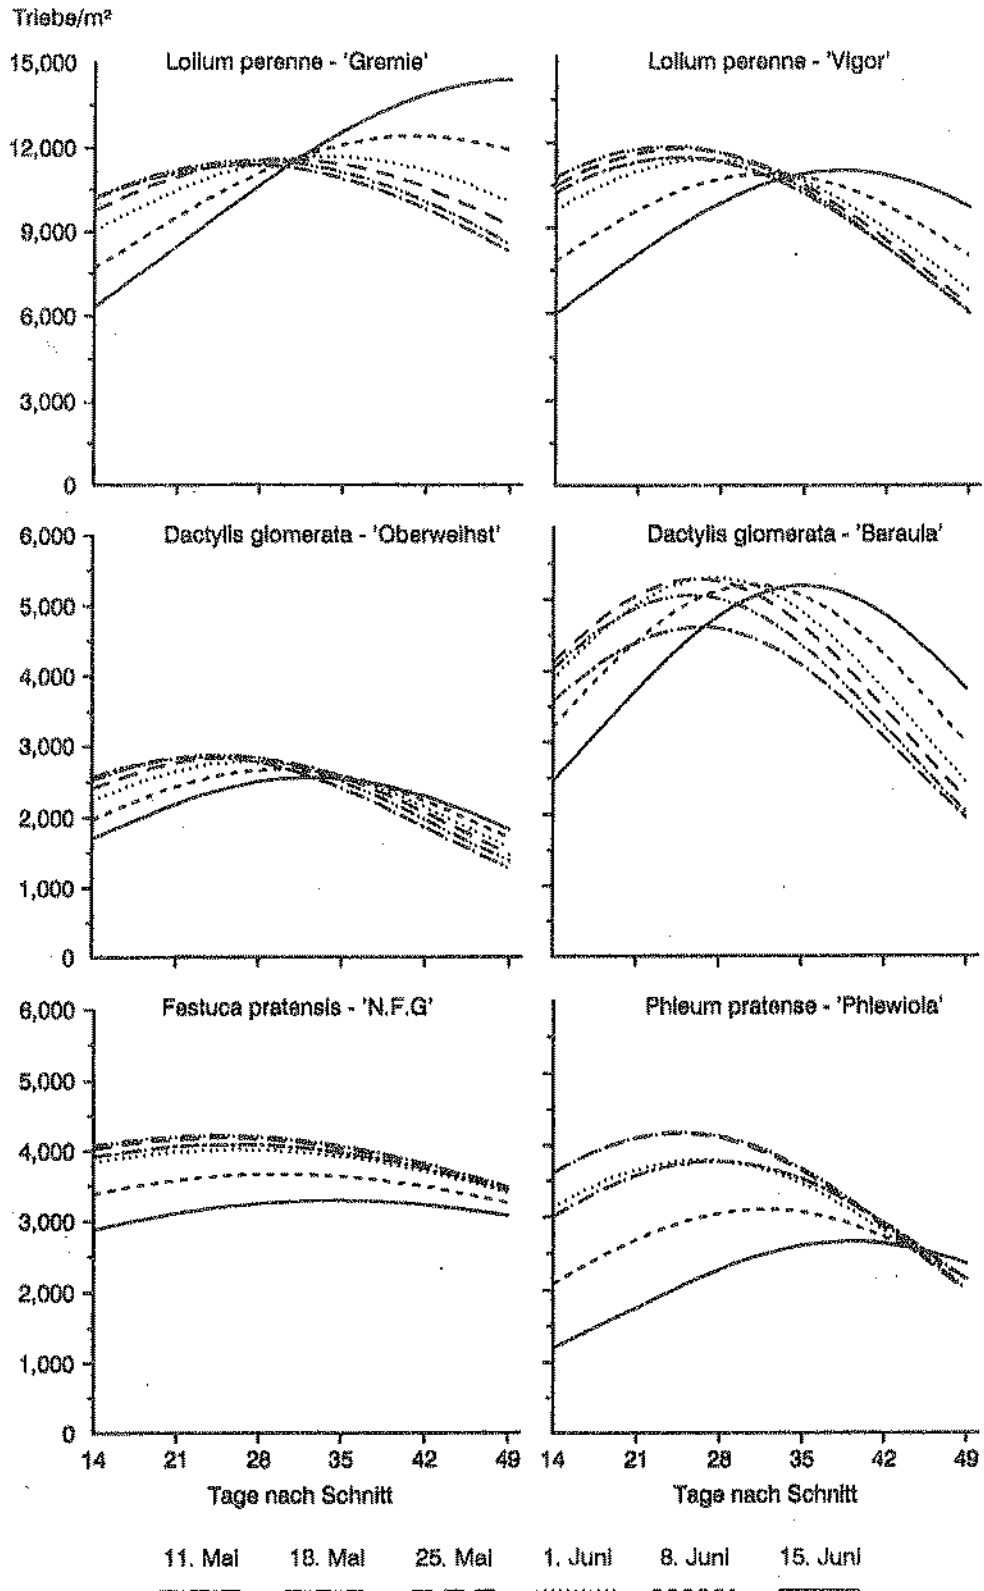 Triebe/m²
Lolium perenne - 'Gremie'
Lolium perenne - 'Vigor'
15,000
12,000
9,000
6,000
3,000
0
Dactylis glomerata - 'Oberweihst'
Dactylis glomerata - 'Baraula'
6,000
5,000
4,000
3,000
2,000
1,000
0
Festuca pratensis - 'N.F.G'
Phleum pratense - 'Phlewiola'
6,000
5,000
4,000
3,000
2,000
1,000
0
14 21 28 35 42 49
14 21 28 35 42 49
Tage nach Schnitt
Tage nach Schnitt
11. Mai 18. Mai 25. Mai 1. Juni 8. Juni 15. Juni